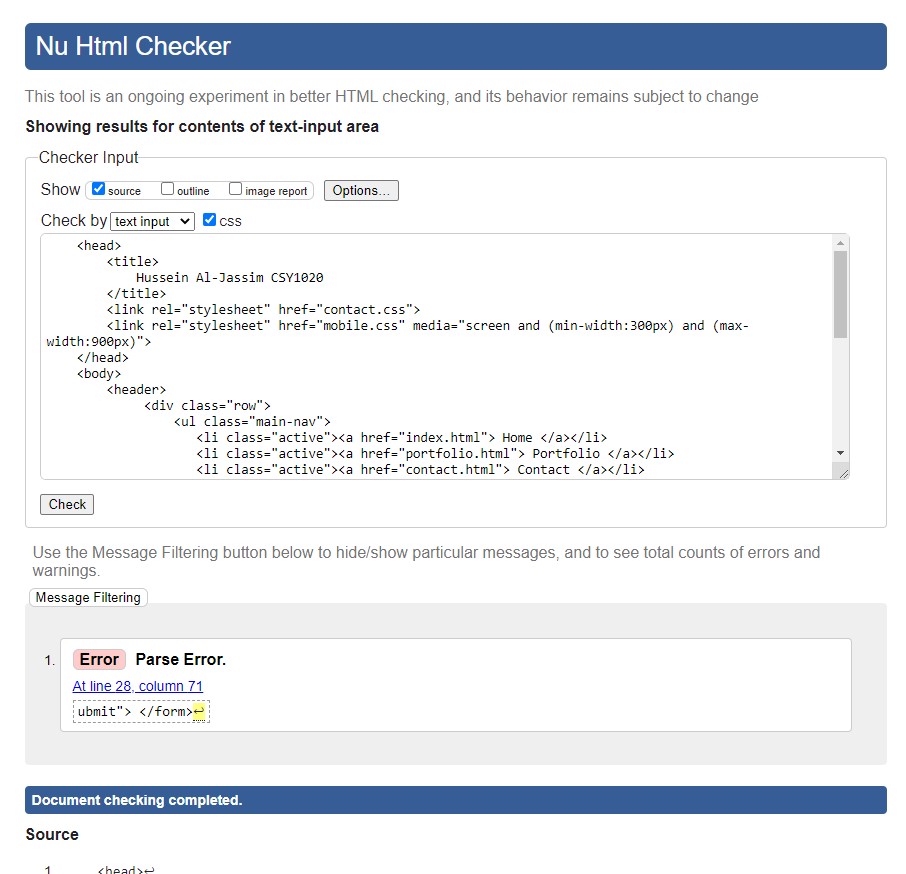 Nu Html Checker
This tool is an ongoing experiment in better HTML checking, and its behavior remains subject to change
Showing results for contents of text-input area
Checker Input
Show source outline image report Options...
Check by text input css
<head>
<title>
Hussein Al-Jassim CSY1020
</title>
<link rel="stylesheet" href="contact.css">
<link rel="stylesheet" href="mobile.css" media="screen and (min-width:300px) and (max-
width:900px)">
</head>
<body>
<header>
<div class="row">
<ul class="main-nav">
<li class="active"><a href="index.html"> Home </a></li>
<li class="active"><a href="portfolio.html"> Portfolio </a></li>
<li class="active"><a href="contact.html"> Contact </a></li>
Check
Use the Message Filtering button below to hide/show particular messages, and to see total counts of errors and
warnings.
Message Filtering
1. Error Parse Error.
At line 28, column 71
ubmit"> </form>↩
Document checking completed.
Source
1. <head>↩